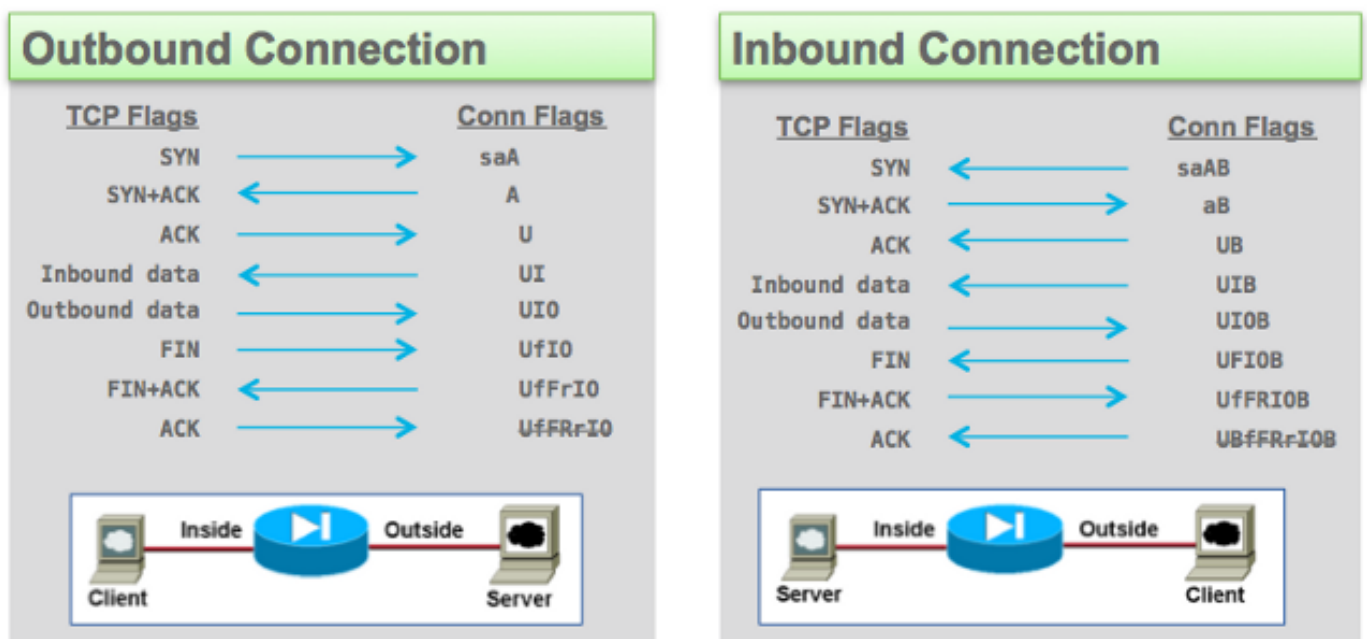 Outbound Connection
TCP Flags Conn Flags
SYN saA
SYN+ACK A
ACK U
Inbound data UI
Outbound data UIO
FIN UfIO
FIN+ACK UfFrIO
ACK UfFRrIO
Inside Outside
Client Server
Inbound Connection
TCP Flags Conn Flags
SYN saAB
SYN+ACK aB
ACK UB
Inbound data UIB
Outbound data UIOB
FIN UFIOB
FIN+ACK UfFRIOB
ACK UBfFRrIOB
Inside Outside
Server Client